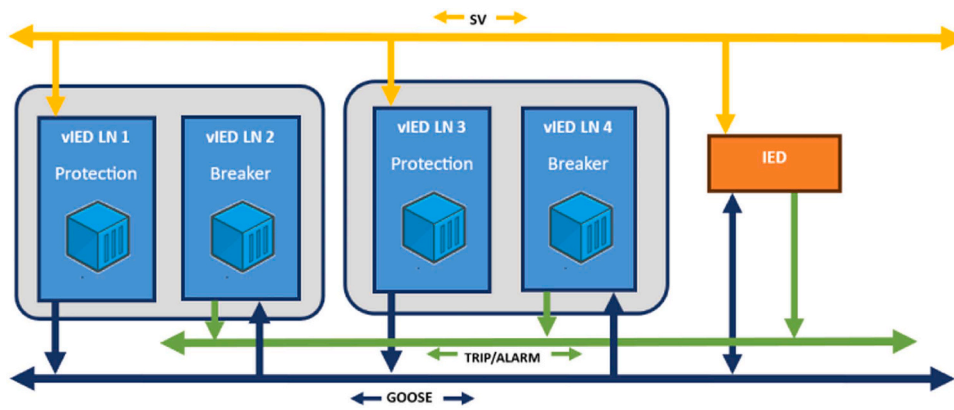 SV
vIED LN 1
Protection
vIED LN 2
Breaker
vIED LN 3
Protection
vIED LN 4
Breaker
IED
TRIP/ALARM
GOOSE